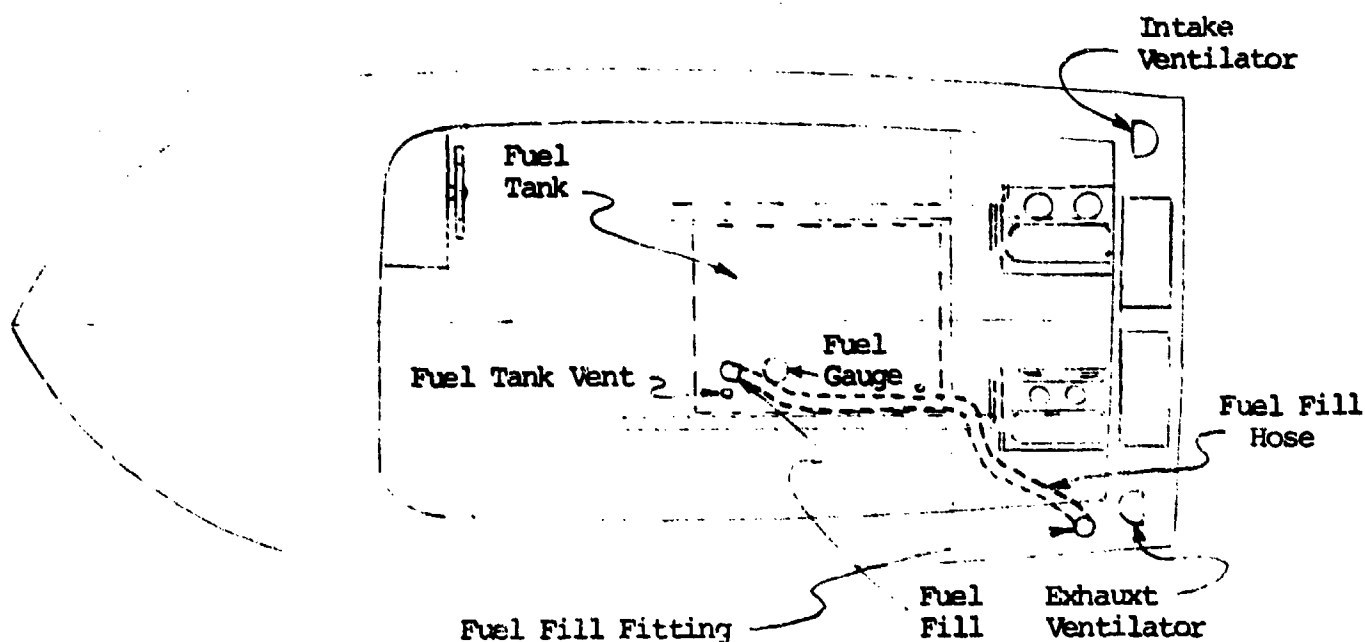 Intake
Ventilator
Fuel
Tank
Fuel
Gauge
Fuel Tank Vent
Fuel Fill
Hose
Fuel Fill Fitting
Fuel
Fill
Exhauxt
Ventilator